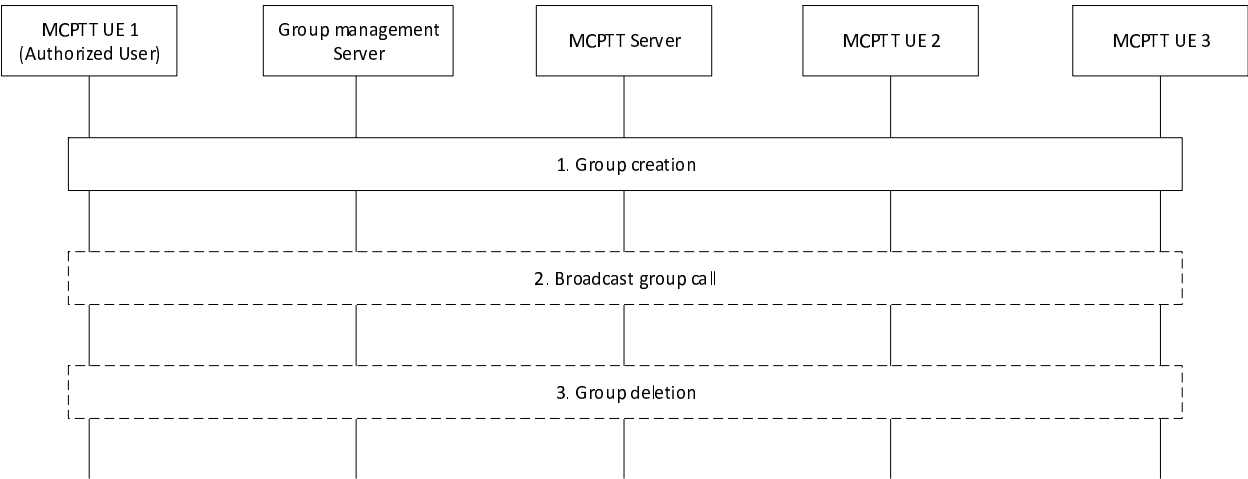 MCPTT UE 1
(Authorized User)
Group management
Server
MCPTT Server
MCPTT UE 2
MCPTT UE 3
1. Group creation
2. Broadcast group call
3. Group deletion